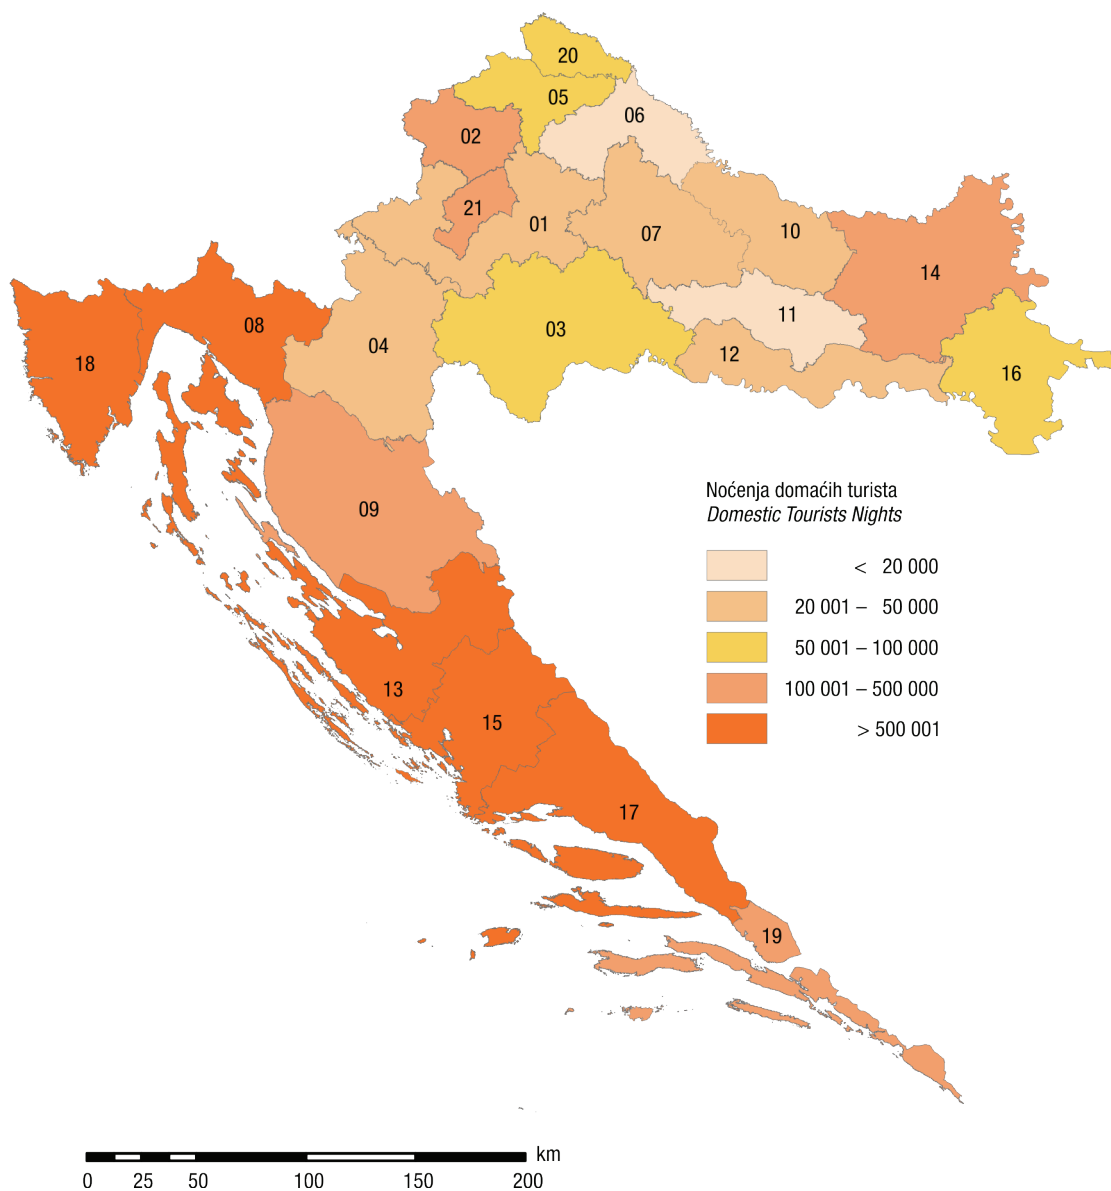 20
05
06
02
21
01
07
10
14
08
11
03
04
12
18
16
Noćenja domaćih turista
Domestic Tourists Nights
09
< 20 000
20 001 – 50 000
50 001 – 100 000
100 001 – 500 000
> 500 001
13
15
17
19
km
0 25 50 100 150 200